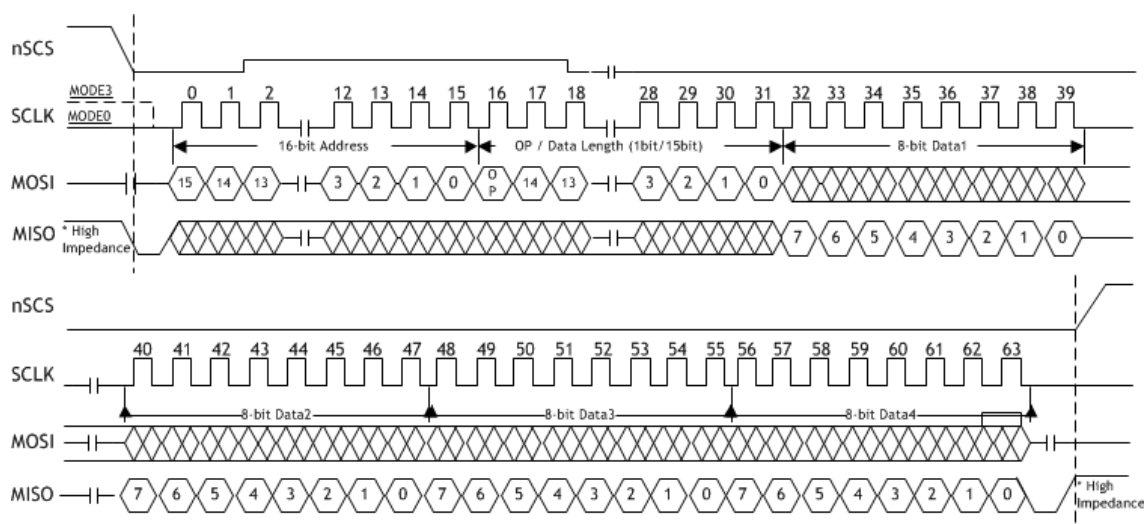 nSCS
MODE3
0 1 2 12 13 14 15 16 17 18 28 29 30 31 32 33 34 35 36 37 38 39
SCLK
MODE0
16-bit Address OP / Data Length (1bit/15bit) 8-bit Data1
MOSI 15 14 13 3 2 1 0 OP 14 13 3 2 1 0
MISO * High Impedance 7 6 5 4 3 2 1 0
nSCS
40 41 42 43 44 45 46 47 48 49 50 51 52 53 54 55 56 57 58 59 60 61 62 63
SCLK
8-bit Data2 8-bit Data3 8-bit Data4
MOSI
MISO 7 6 5 4 3 2 1 0 7 6 5 4 3 2 1 0 7 6 5 4 3 2 1 0 * High Impedance